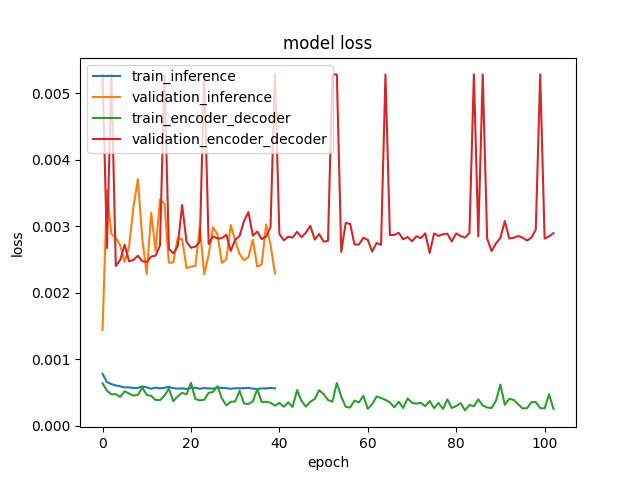 model loss
train_inference
validation_inference
train_encoder_decoder
validation_encoder_decoder
0.005
0.004
0.003
0.002
0.001
0.000
loss
0 20 40 60 80 100
epoch